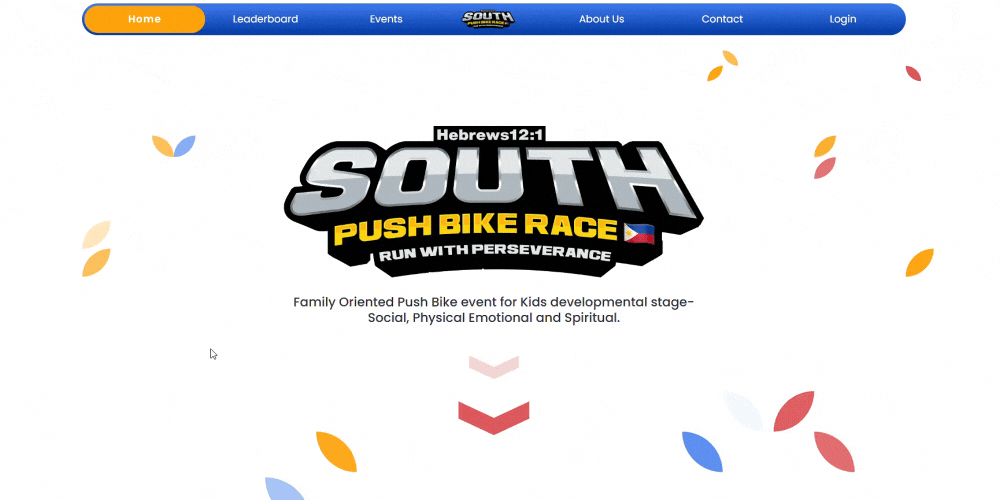 Home Leaderboard Events SOUTH About Us Contact Login
PUSH BIKE RACE
Hebrews12:1
SOUTH
PUSH BIKE RACE
RUN WITH PERSEVERANCE
Family Oriented Push Bike event for Kids developmental stage-
Social, Physical Emotional and Spiritual.